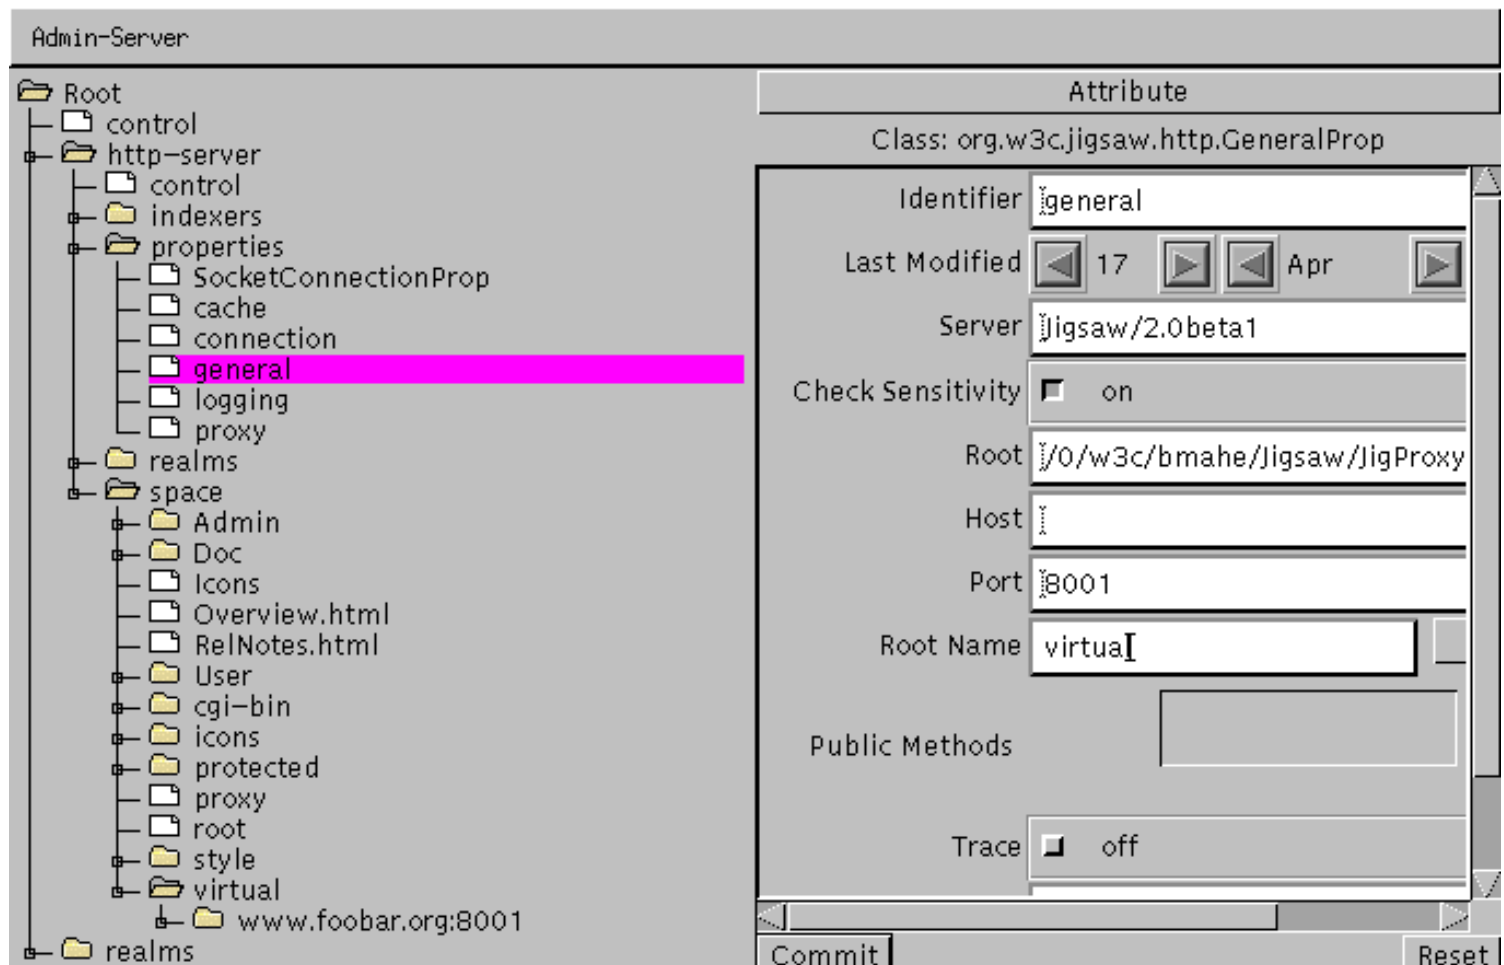 Admin-Server
Root
control
http-server
control
indexers
properties
SocketConnectionProp
cache
connection
general
logging
proxy
realms
space
Admin
Doc
Icons
Overview.html
RelNotes.html
User
cgi-bin
icons
protected
proxy
root
style
virtual
www.foobar.org:8001
realms
Attribute
Class: org.w3c.jigsaw.http.GeneralProp
Identifier general
Last Modified 17 Apr
Server Jigsaw/2.0beta1
Check Sensitivity on
Root /0/w3c/bmahe/Jigsaw/JigProxy
Host
Port 8001
Root Name virtual
Public Methods
Trace off
Commit Reset